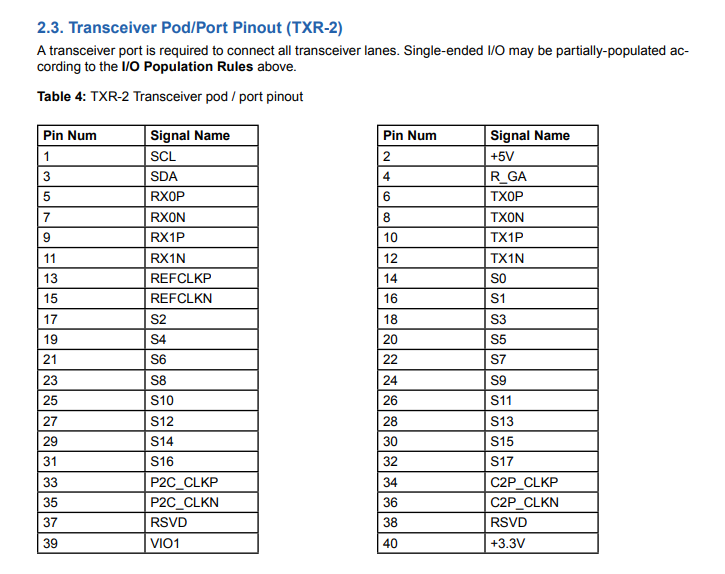 2.3. Transceiver Pod/Port Pinout (TXR-2)
A transceiver port is required to connect all transceiver lanes. Single-ended I/O may be partially-populated ac-
cording to the I/O Population Rules above.
Table 4: TXR-2 Transceiver pod / port pinout
Pin Num Signal Name
1 SCL
3 SDA
5 RX0P
7 RX0N
9 RX1P
11 RX1N
13 REFCLKP
15 REFCLKN
17 S2
19 S4
21 S6
23 S8
25 S10
27 S12
29 S14
31 S16
33 P2C_CLKP
35 P2C_CLKN
37 RSVD
39 VIO1
Pin Num Signal Name
2 +5V
4 R_GA
6 TX0P
8 TX0N
10 TX1P
12 TX1N
14 S0
16 S1
18 S3
20 S5
22 S7
24 S9
26 S11
28 S13
30 S15
32 S17
34 C2P_CLKP
36 C2P_CLKN
38 RSVD
40 +3.3V